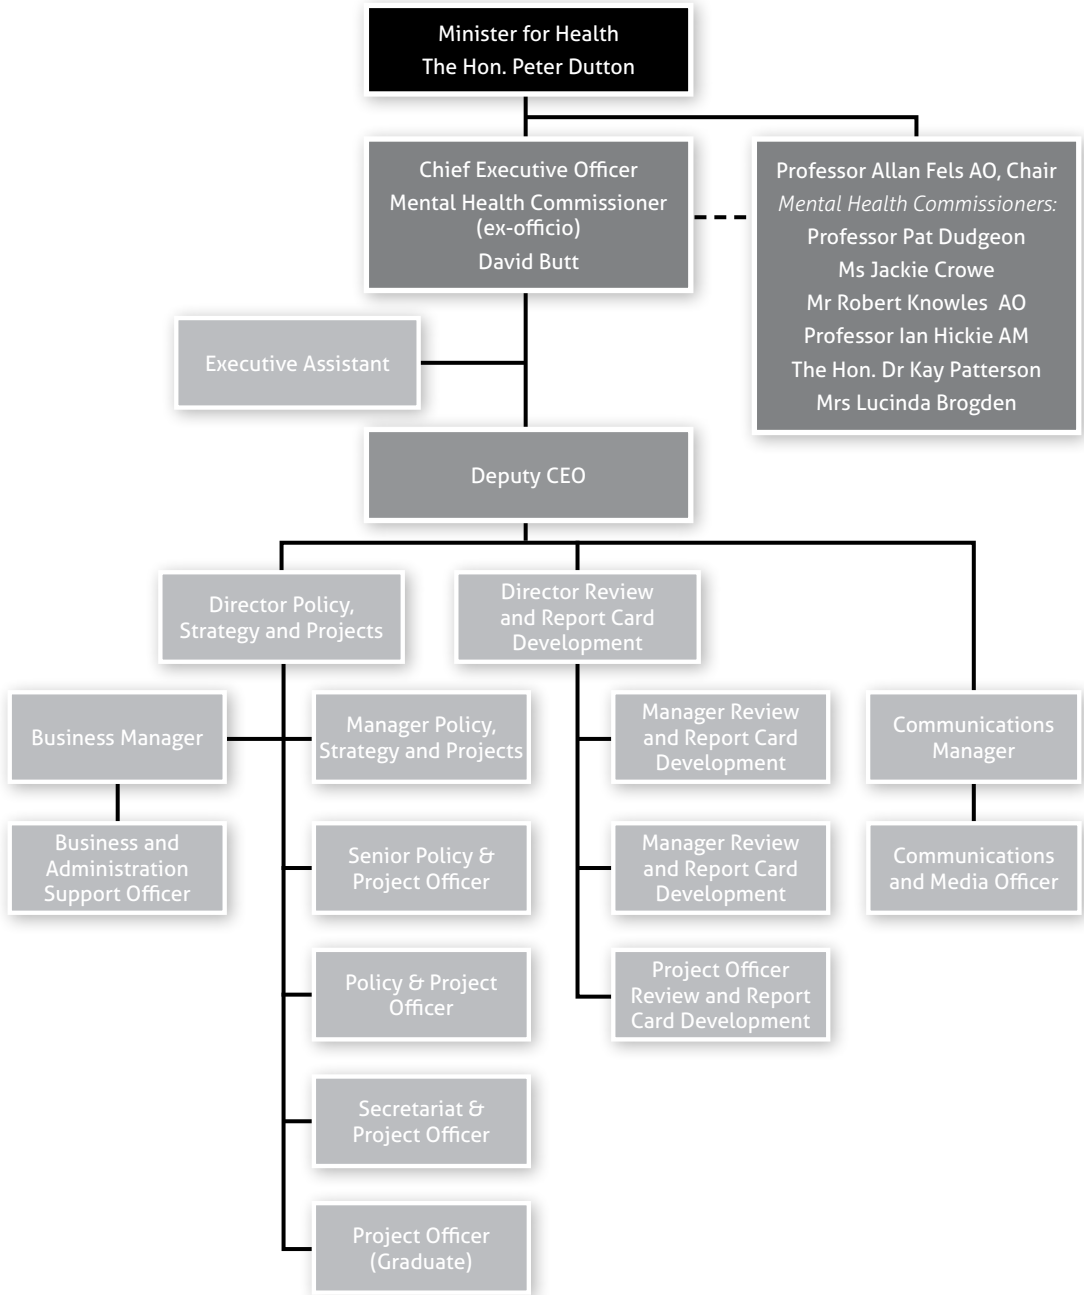 Minister for Health
The Hon. Peter Dutton
Chief Executive Officer
Mental Health Commissioner
(ex-officio)
David Butt
Professor Allan Fels AO, Chair
Mental Health Commissioners:
Professor Pat Dudgeon
Ms Jackie Crowe
Mr Robert Knowles AO
Professor Ian Hickie AM
The Hon. Dr Kay Patterson
Mrs Lucinda Brogden
Executive Assistant
Deputy CEO
Director Policy,
Strategy and Projects
Director Review
and Report Card
Development
Business Manager
Manager Policy,
Strategy and Projects
Manager Review
and Report Card
Development
Communications
Manager
Business and
Administration
Support Officer
Senior Policy &
Project Officer
Manager Review
and Report Card
Development
Communications
and Media Officer
Policy & Project
Officer
Project Officer
Review and Report
Card Development
Secretariat &
Project Officer
Project Officer
(Graduate)